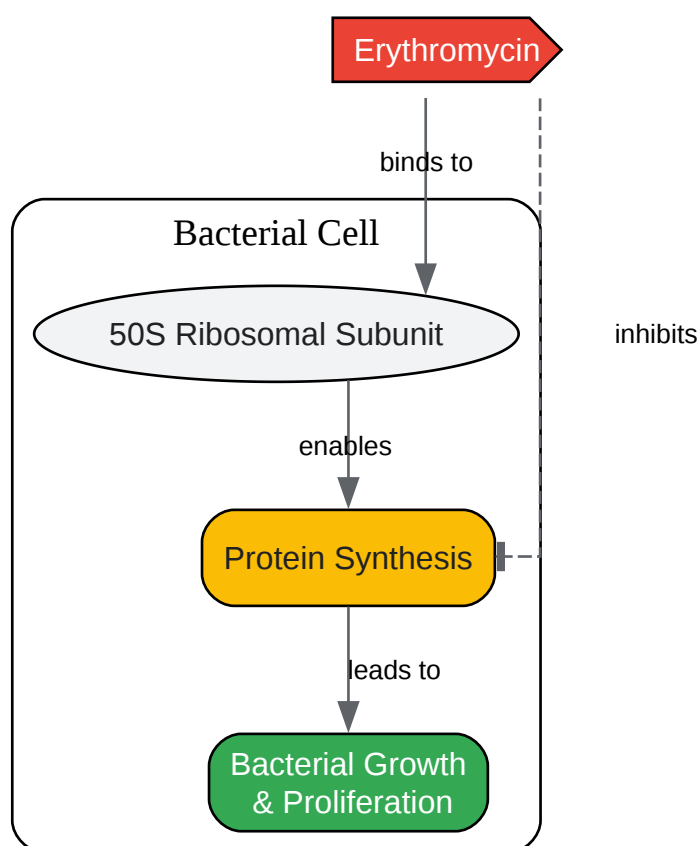 Erythromycin
binds to
Bacterial Cell
50S Ribosomal Subunit
inhibits
enables
Protein Synthesis
leads to
Bacterial Growth
& Proliferation